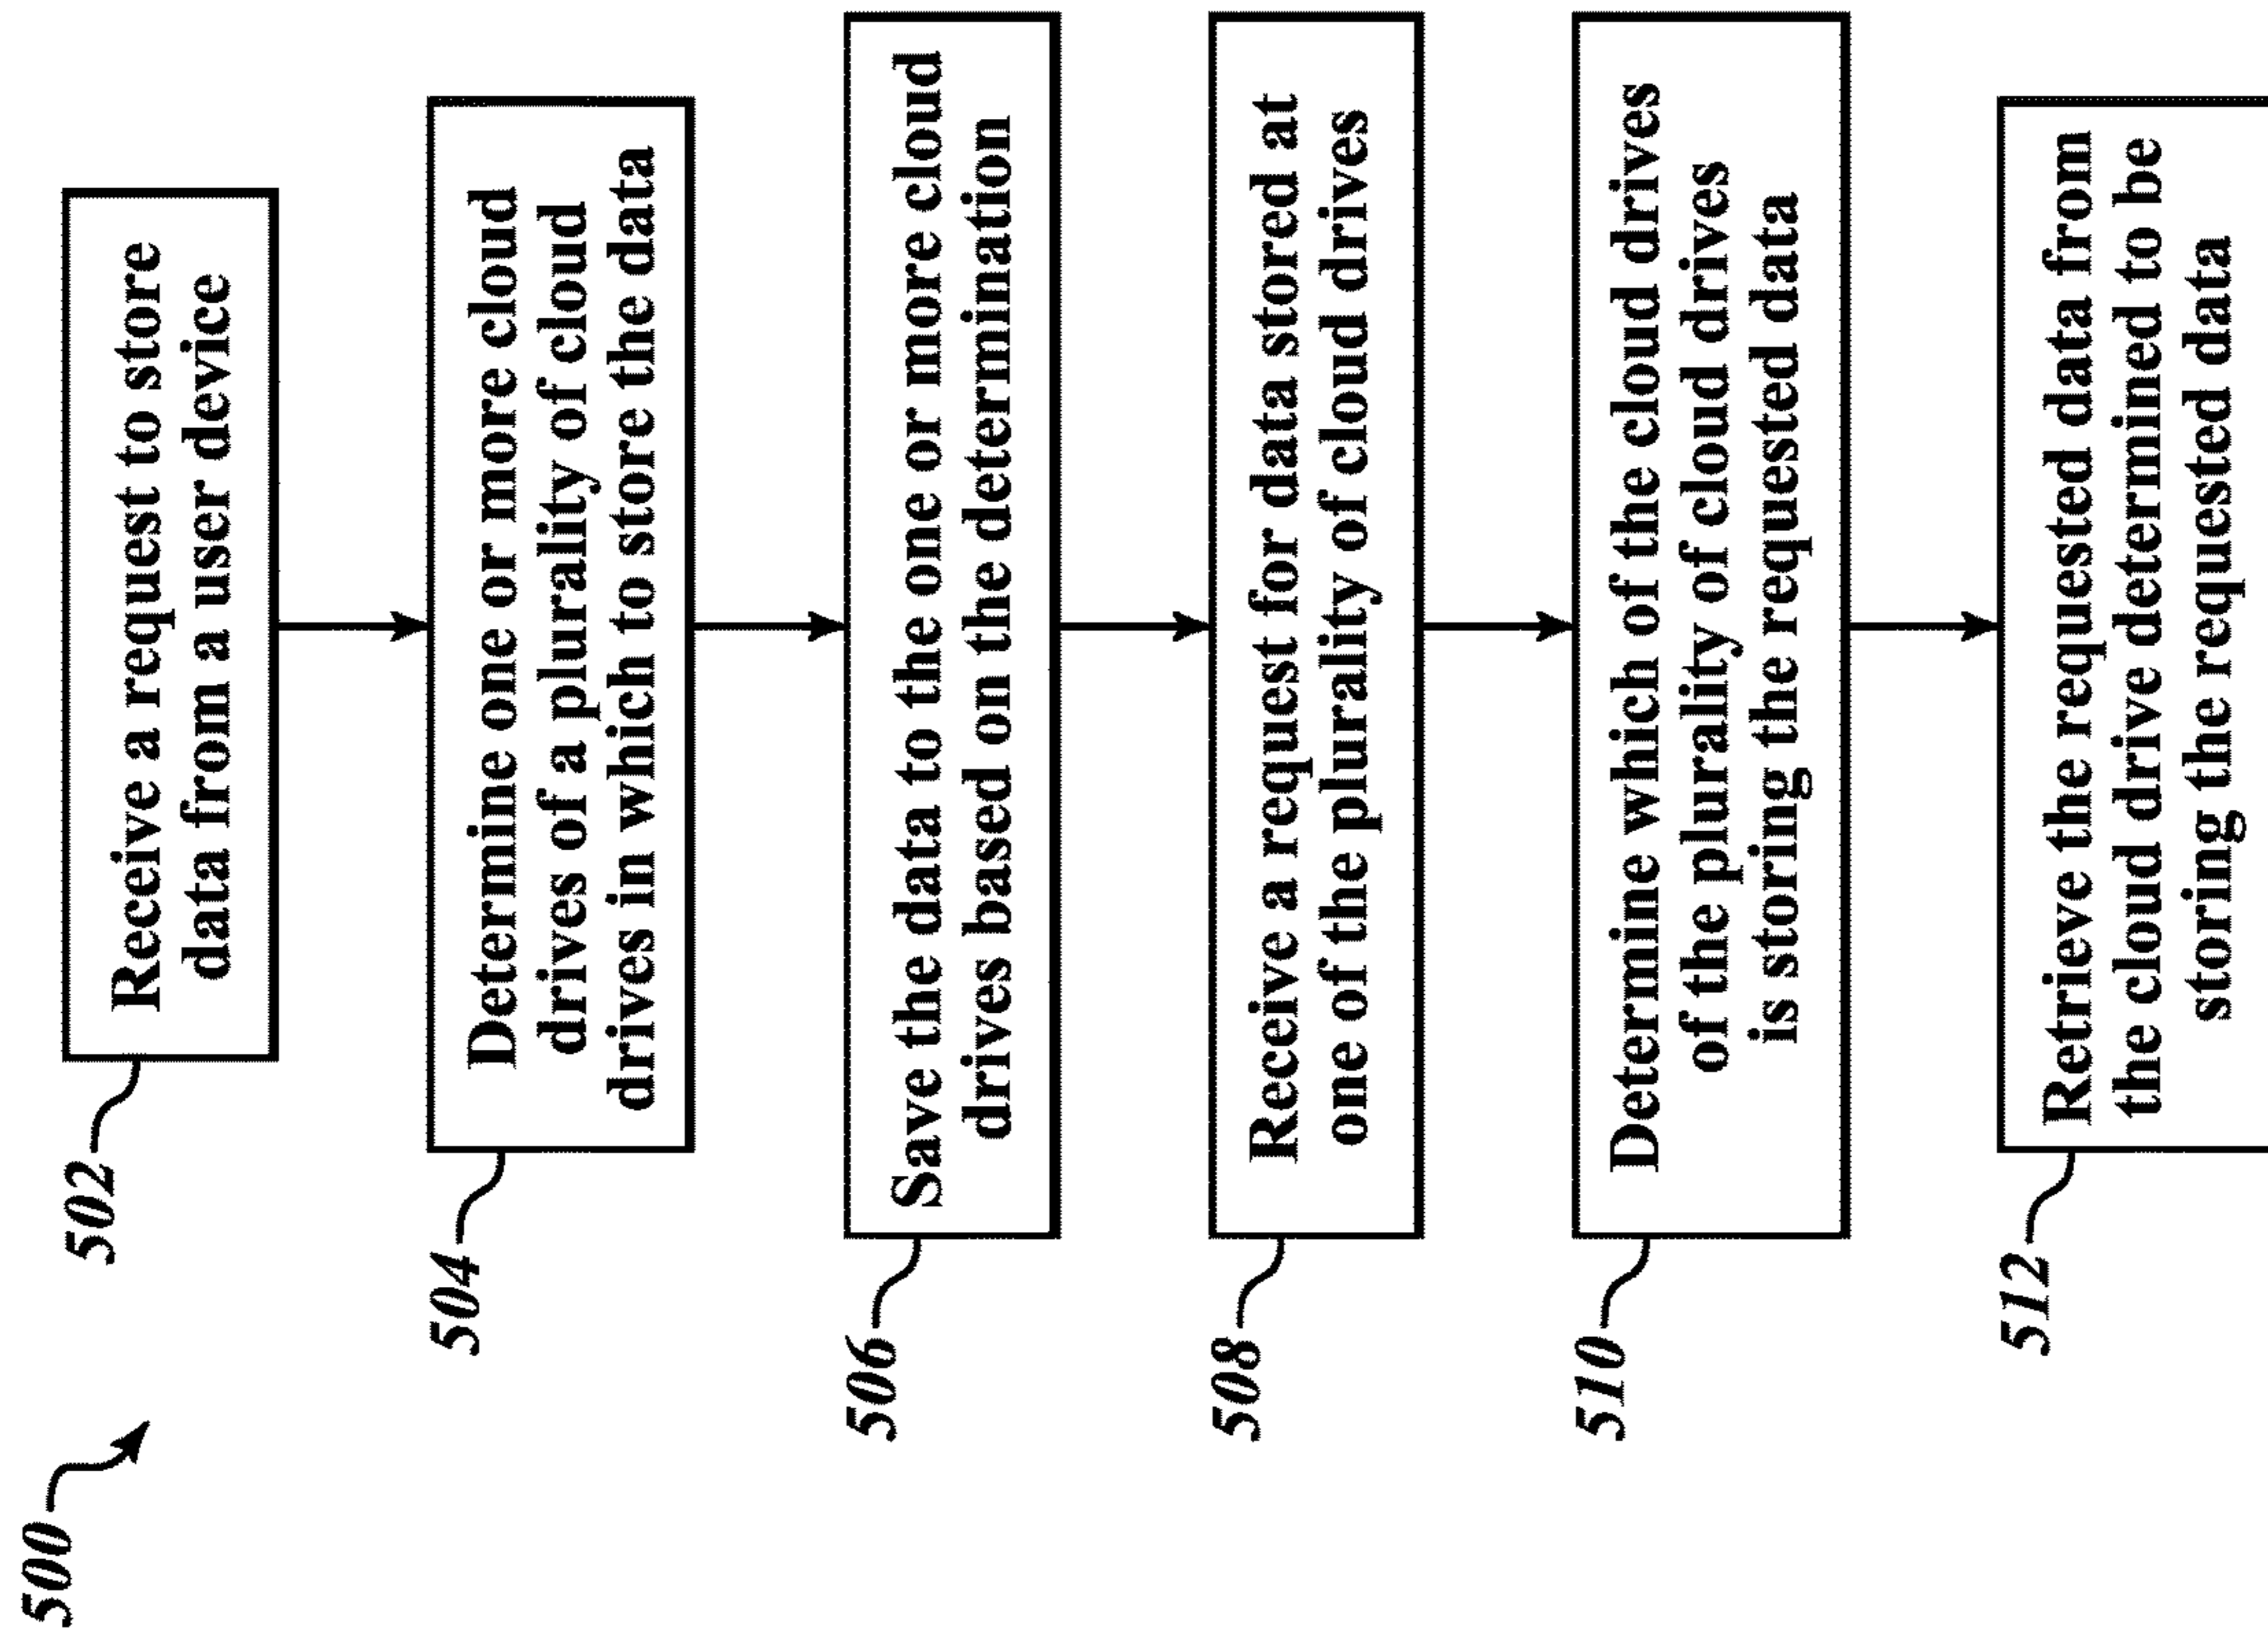 500
502
Receive a request to store
data from a user device
504
Determine one or more cloud
drives of a plurality of cloud
drives in which to store the data
506
Save the data to the one or more cloud
drives based on the determination
508
Receive a request for data stored at
one of the plurality of cloud drives
510
Determine which of the cloud drives
of the plurality of cloud drives
is storing the requested data
512
Retrieve the requested data from
the cloud drive determined to be
storing the requested data